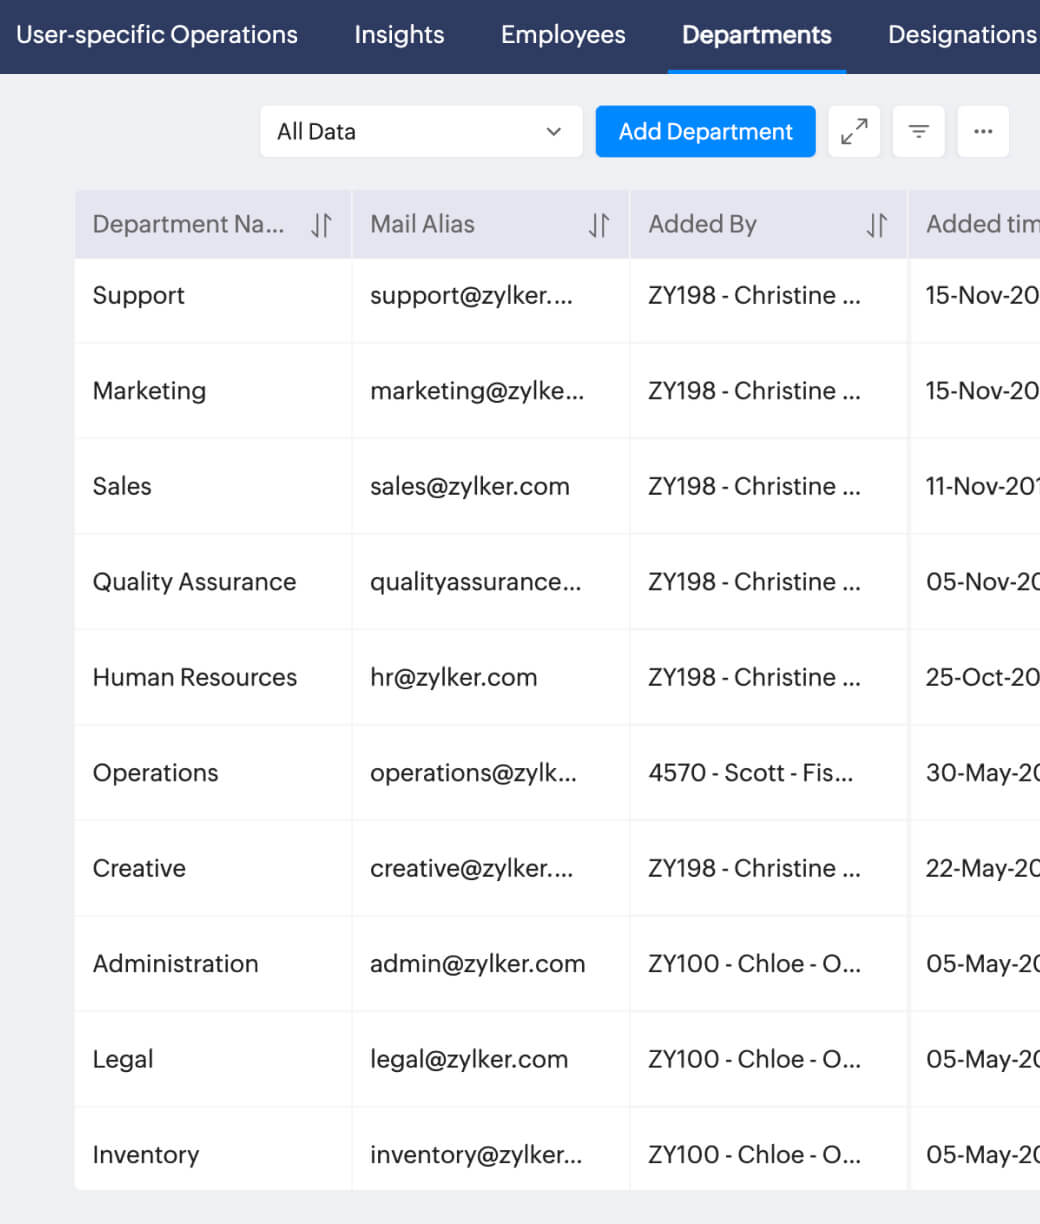 User-specific Operations Insights Employees Departments Designations
All Data Add Department
Department Na... Mail Alias Added By Added tim
Support support@zylker.... ZY198 - Christine ... 15-Nov-20
Marketing marketing@zylke... ZY198 - Christine ... 15-Nov-20
Sales sales@zylker.com ZY198 - Christine ... 11-Nov-201
Quality Assurance qualityassurance... ZY198 - Christine ... 05-Nov-20
Human Resources hr@zylker.com ZY198 - Christine ... 25-Oct-20
Operations operations@zylk... 4570 - Scott - Fis... 30-May-20
Creative creative@zylker.... ZY198 - Christine ... 22-May-20
Administration admin@zylker.com ZY100 - Chloe - O... 05-May-20
Legal legal@zylker.com ZY100 - Chloe - O... 05-May-20
Inventory inventory@zylker... ZY100 - Chloe - O... 05-May-20